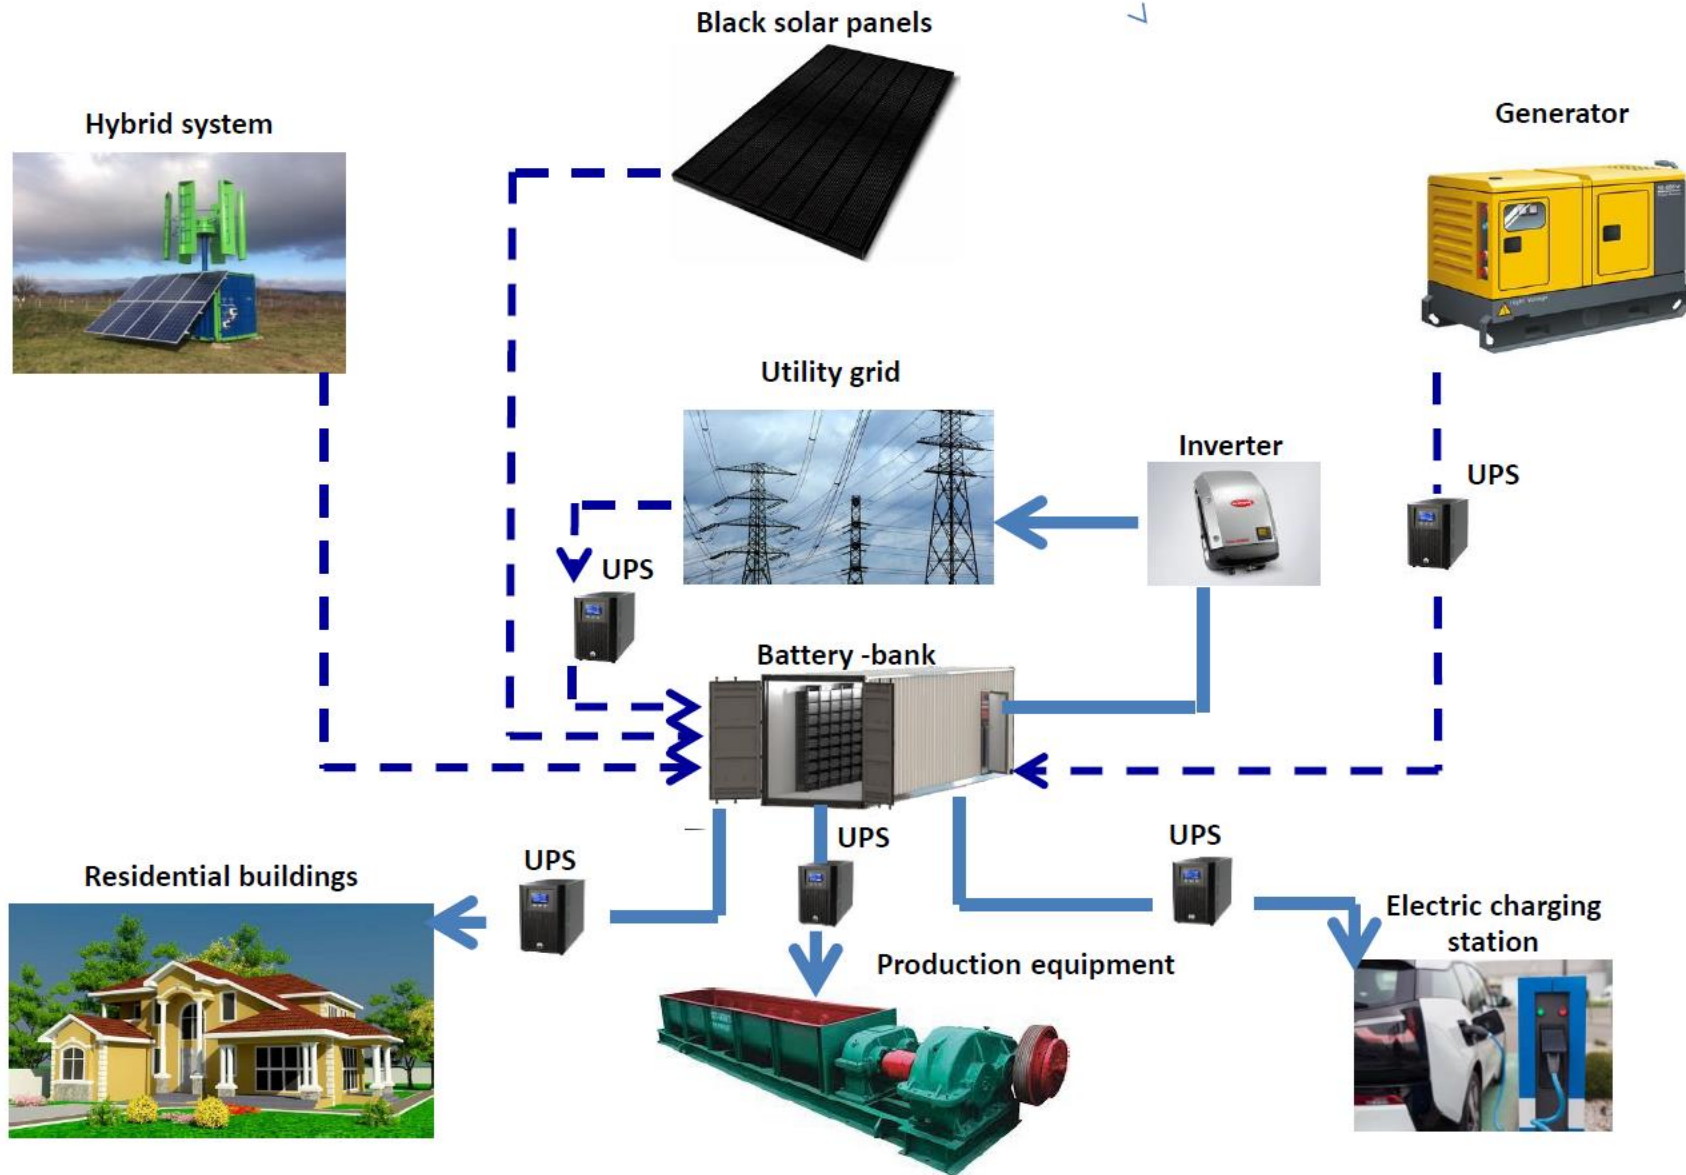 Black solar panels
Hybrid system
Generator
Utility grid
Inverter
UPS
UPS
Battery -bank
UPS
UPS
UPS
Residential buildings
Electric charging
station
Production equipment